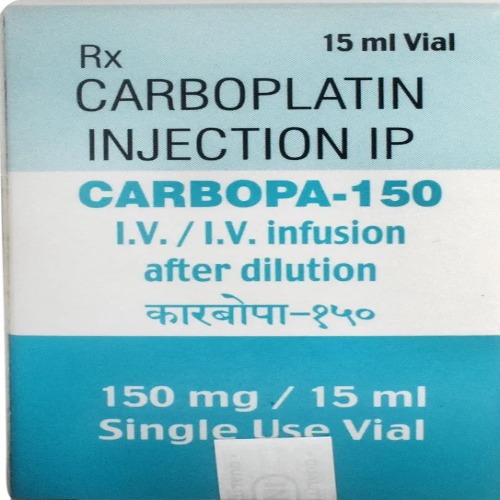 15 ml Vial
Rx
CARBOPLATIN
INJECTION IP
CARBOPA-150
I.V. / I.V. infusion
after dilution
कारबोपा-१५०
150 mg / 15 ml
Single Use Vial